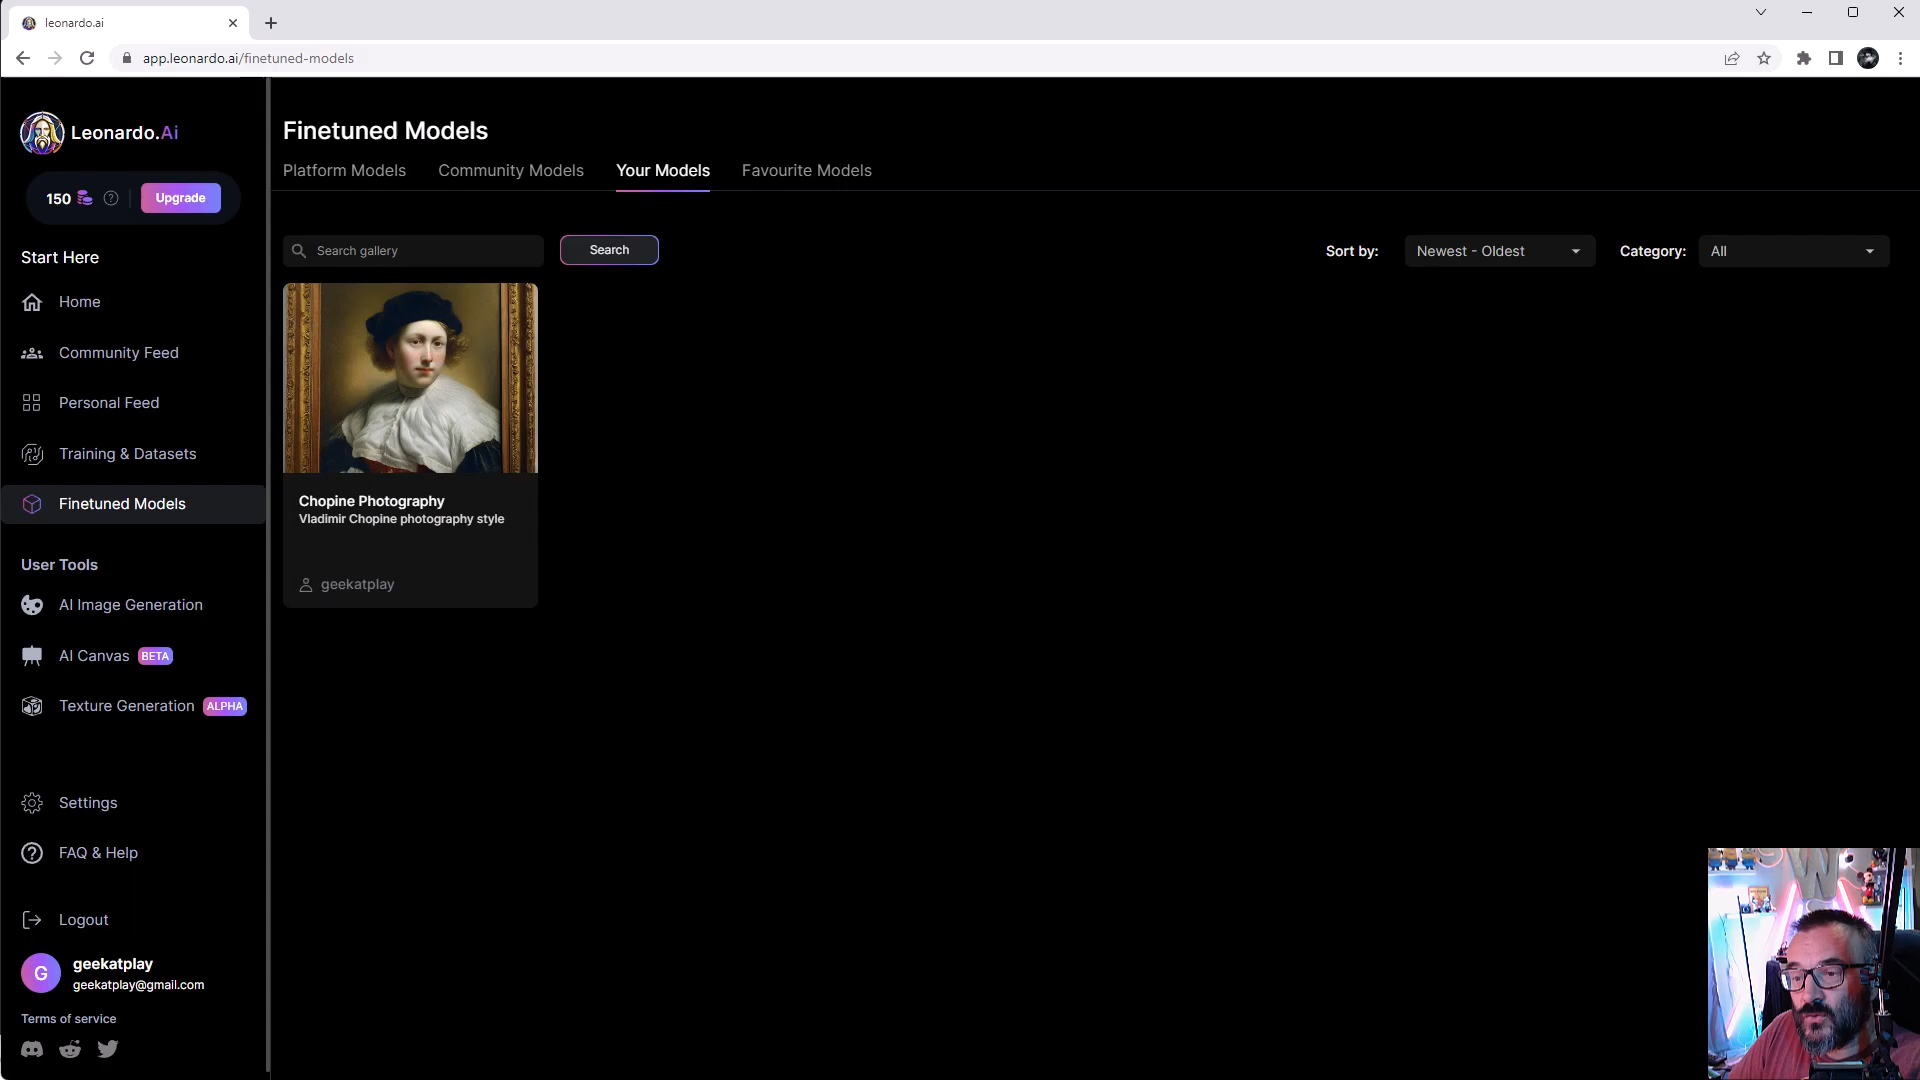 leonardo.ai
app.leonardo.ai/finetuned-models
Leonardo.Ai
150
Upgrade
Start Here
Home
Community Feed
Personal Feed
Training & Datasets
Finetuned Models
User Tools
AI Image Generation
AI Canvas BETA
Texture Generation ALPHA
Settings
FAQ & Help
Logout
G
geekatplay
geekatplay@gmail.com
Terms of service
Finetuned Models
Platform Models
Community Models
Your Models
Favourite Models
Search gallery
Search
Sort by:
Newest - Oldest
Category:
All
Chopine Photography
Vladimir Chopine photography style
geekatplay